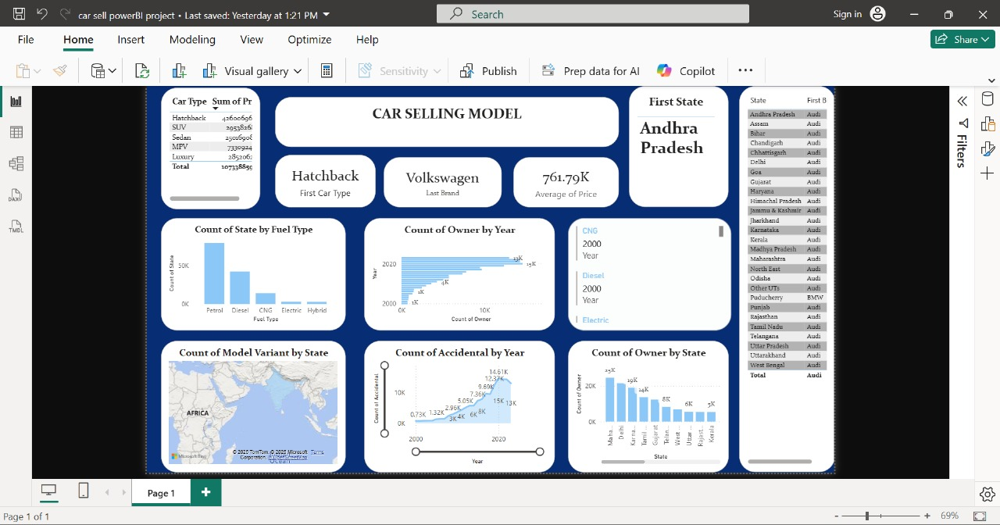 car sell powerBI project • Last saved: Yesterday at 1:21 PM
Search
Sign in
File
Home
Insert
Modeling
View
Optimize
Help
Share
Visual gallery
Sensitivity
Publish
Prep data for AI
Copilot
Car Type Sum of Pr
Hatchback 42600696
SUV 2953826
Sedan 2501690
MPV 7330924
Luxury 285206
Total 10733885
CAR SELLING MODEL
Hatchback
First Car Type
Volkswagen
Last Brand
761.79K
Average of Price
First State
Andhra
Pradesh
State First B
Andhra Pradesh Audi
Assam Audi
Bihar Audi
Chandigarh Audi
Chhattisgarh Audi
Delhi Audi
Goa Audi
Gujarat Audi
Haryana Audi
Himachal Pradesh Audi
Jammu & Kashmir Audi
Jharkhand Audi
Karnataka Audi
Kerala Audi
Madhya Pradesh Audi
Maharashtra Audi
North East Audi
Odisha Audi
Other UTs Audi
Puducherry BMW
Punjab Audi
Rajasthan Audi
Tamil Nadu Audi
Telangana Audi
Uttar Pradesh Audi
Uttarakhand Audi
West Bengal Audi
Total Audi
Filters
DAX
TMDL
Count of State by Fuel Type
Count of State
50K
0K
Petrol Diesel CNG Electric Hybrid
Fuel Type
Count of Owner by Year
Year
2020
2000
13K
15K
4K
1K
1K
0K 10K
Count of Owner
CNG
2000
Year
Diesel
2000
Year
Electric
Count of Model Variant by State
AFRICA
Microsoft Bing
© 2025 TomTom, © 2025 Microsoft Terms
Corporation, © OpenStreetMap
Ocean
Count of Accidental by Year
Count of Accidental
10K
0K
0.73K 1.32K 2.96K 5.05K 7.36K 9.69K 12.37K 14.61K
3K 4K 6K 8K 15K 13K
2000 2020
Year
Count of Owner by State
Count of Owner
20K
0K
25K 19K 14K 8K 6K 5K
Maha... Delhi Karna... Tamil ... Gujarat Telan... West ... Uttar ... Rajast... Kerala
State
Page 1
Page 1 of 1
69%